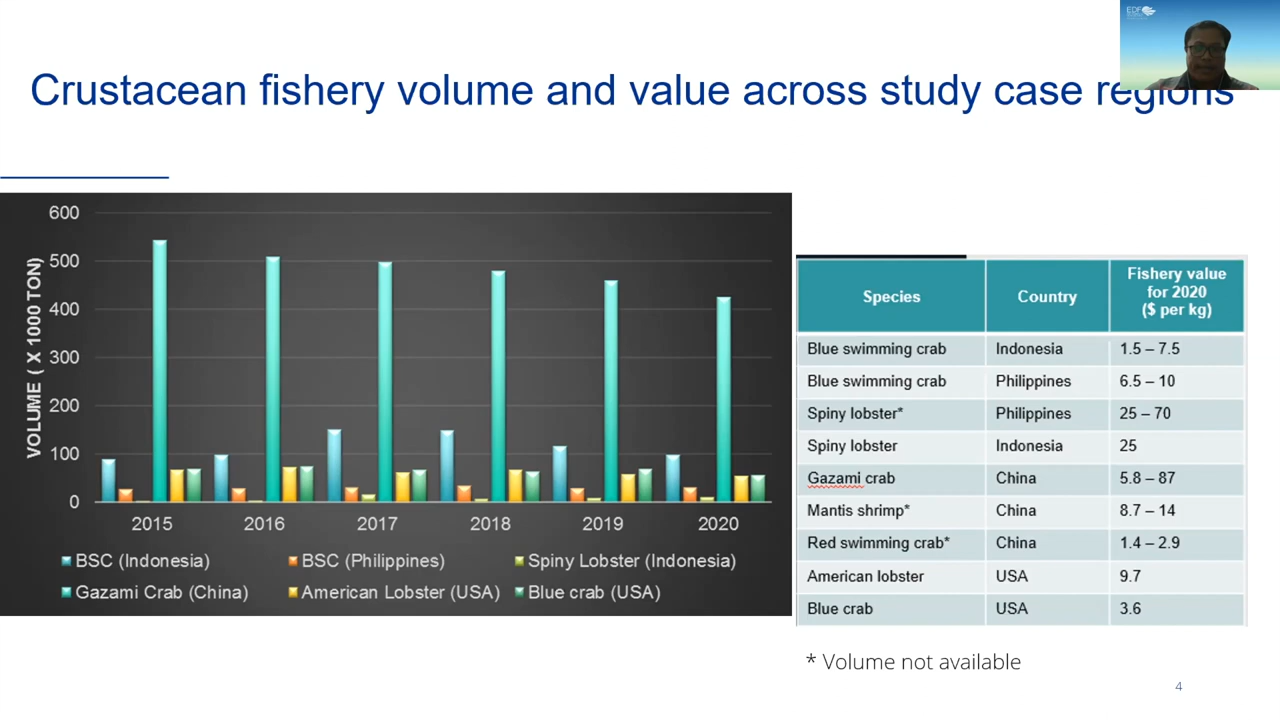 EDF
Crustacean fishery volume and value across study case regions
VOLUME ( X 1000 TON)
600
500
400
300
200
100
0
2015 2016 2017 2018 2019 2020
BSC (Indonesia) BSC (Philippines) Spiny Lobster (Indonesia)
Gazami Crab (China) American Lobster (USA) Blue crab (USA)
Species Country Fishery value
for 2020
($ per kg)
Blue swimming crab Indonesia 1.5 – 7.5
Blue swimming crab Philippines 6.5 – 10
Spiny lobster* Philippines 25 – 70
Spiny lobster Indonesia 25
Gazami crab China 5.8 – 87
Mantis shrimp* China 8.7 – 14
Red swimming crab* China 1.4 – 2.9
American lobster USA 9.7
Blue crab USA 3.6
* Volume not available
4